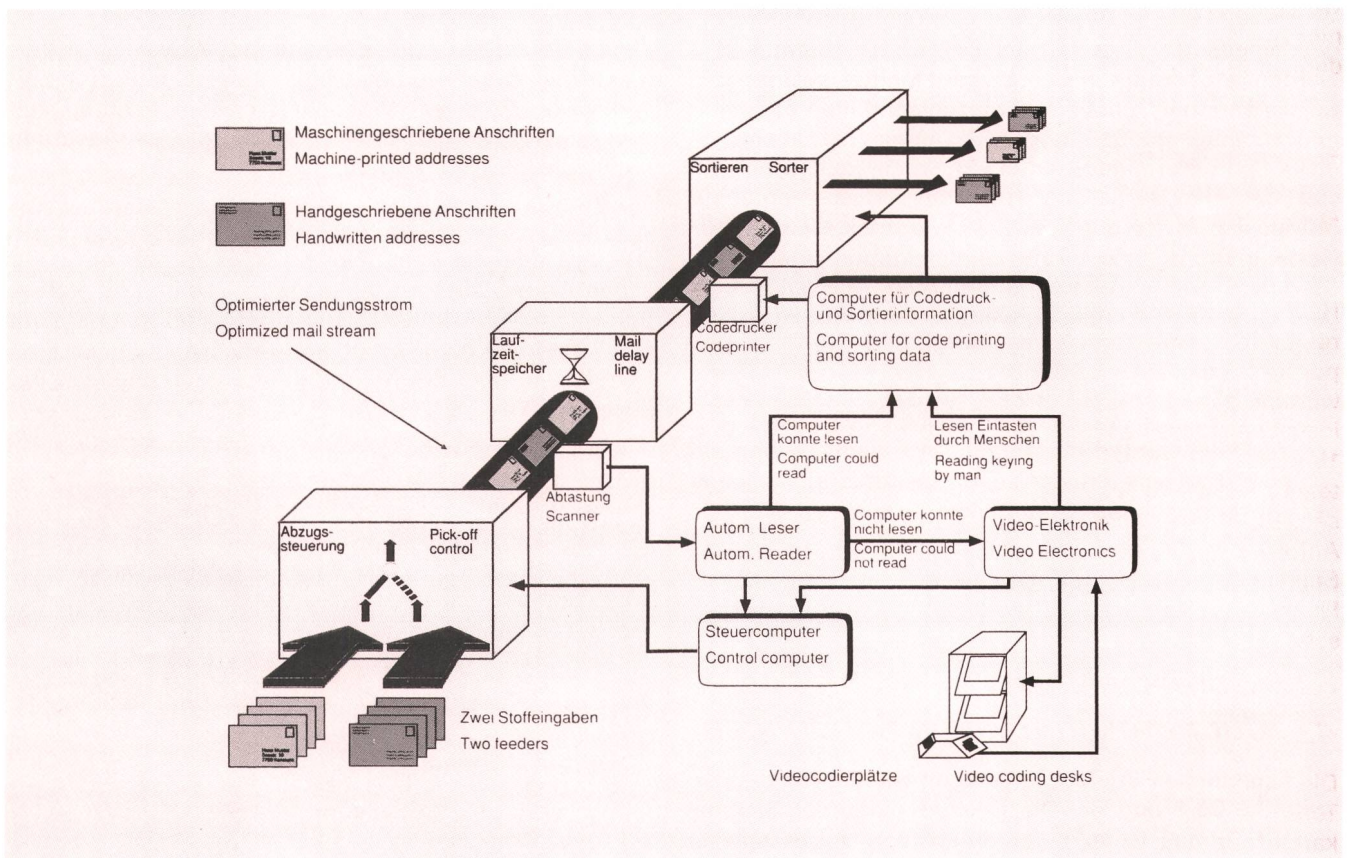 Maschinengeschriebene Anschriften
Machine-printed addresses
Handgeschriebene Anschriften
Handwritten addresses
Optimierter Sendungsstrom
Optimized mail stream
Sortieren Sorter
Codedrucker
Codeprinter
Computer für Codedruck-
und Sortierinformation
Computer for code printing
and sorting data
Lauf-
zeit-
speicher
Mail
delay
line
Computer
konnte lesen
Computer could
read
Lesen Eintasten
durch Menschen
Reading keying
by man
Abtastung
Scanner
Abzugs-
steuerung
Pick-off
control
Autom. Leser
Autom. Reader
Computer konnte
nicht lesen
Computer could
not read
Video-Elektronik
Video Electronics
Steuercomputer
Control computer
Zwei Stoffeingaben
Two feeders
Videocodierplätze
Video coding desks